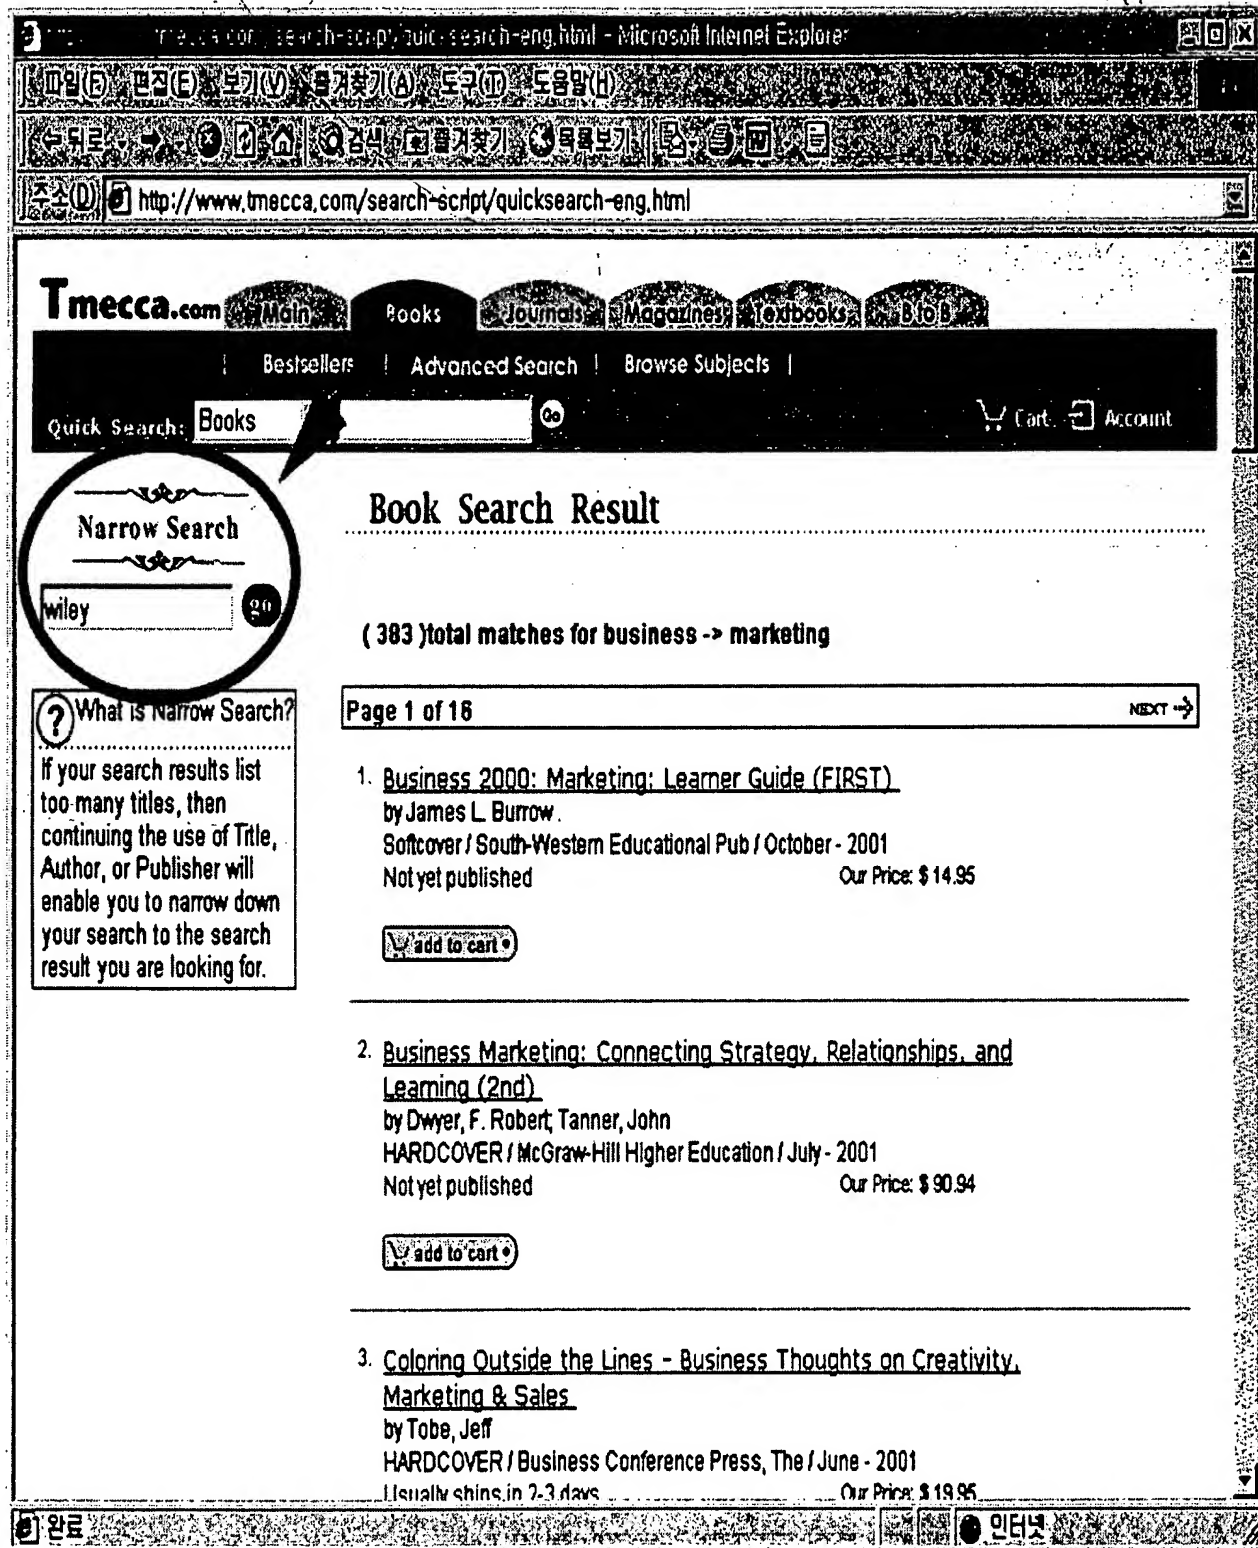 search-eng.html - Microsoft Internet Explorer
파일(F) 편집(E) 보기(V) 즐겨찾기(A) 도구(T) 도움말(H)
뒤로 검색 즐겨찾기 목록보기
주소(D) http://www.tmecca.com/search-script/quicksearch-eng.html
Tmecca.com Main Books Journals Magazines Textbooks B to B
| Bestsellers | Advanced Search | Browse Subjects |
Quick Search: Books Go Cart Account
Narrow Search
wiley go
? What is Narrow Search?
If your search results list
too many titles, then
continuing the use of Title,
Author, or Publisher will
enable you to narrow down
your search to the search
result you are looking for.
Book Search Result
( 383 )total matches for business -> marketing
Page 1 of 16 NEXT
1. Business 2000: Marketing: Learner Guide (FIRST)
by James L. Burrow.
Softcover / South-Western Educational Pub / October - 2001
Not yet published Our Price: $ 14.95
add to cart
2. Business Marketing: Connecting Strategy, Relationships, and
Learning (2nd)
by Dwyer, F. Robert; Tanner, John
HARDCOVER / McGraw-Hill Higher Education / July - 2001
Not yet published Our Price: $ 90.94
add to cart
3. Coloring Outside the Lines - Business Thoughts on Creativity,
Marketing & Sales
by Tobe, Jeff
HARDCOVER / Business Conference Press, The / June - 2001
Usually ships in 2-3 days Our Price: $ 19.95
완료 인터넷